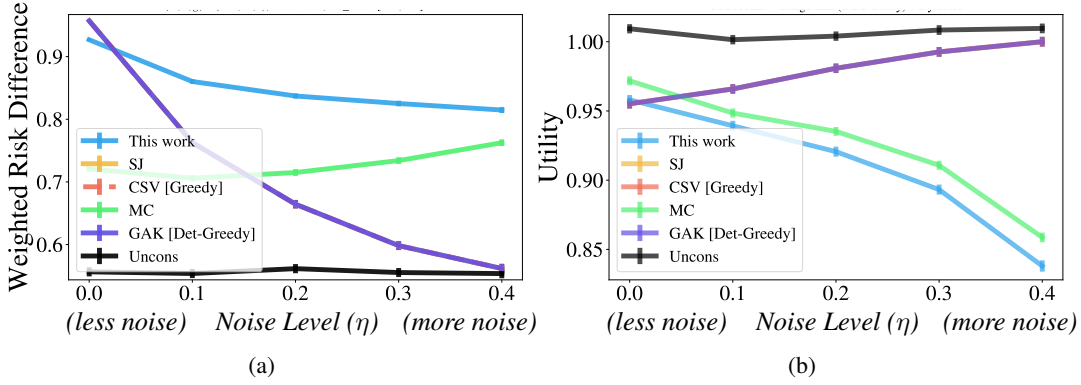 Weighted Risk Difference
0.9
0.8
0.7
0.6
This work
SJ
CSV [Greedy]
MC
GAK [Det-Greedy]
Uncons
0.0 0.1 0.2 0.3 0.4
(less noise) Noise Level (η) (more noise)
(a)
Utility
1.00
0.95
0.90
0.85
This work
SJ
CSV [Greedy]
MC
GAK [Det-Greedy]
Uncons
0.0 0.1 0.2 0.3 0.4
(less noise) Noise Level (η) (more noise)
(b)